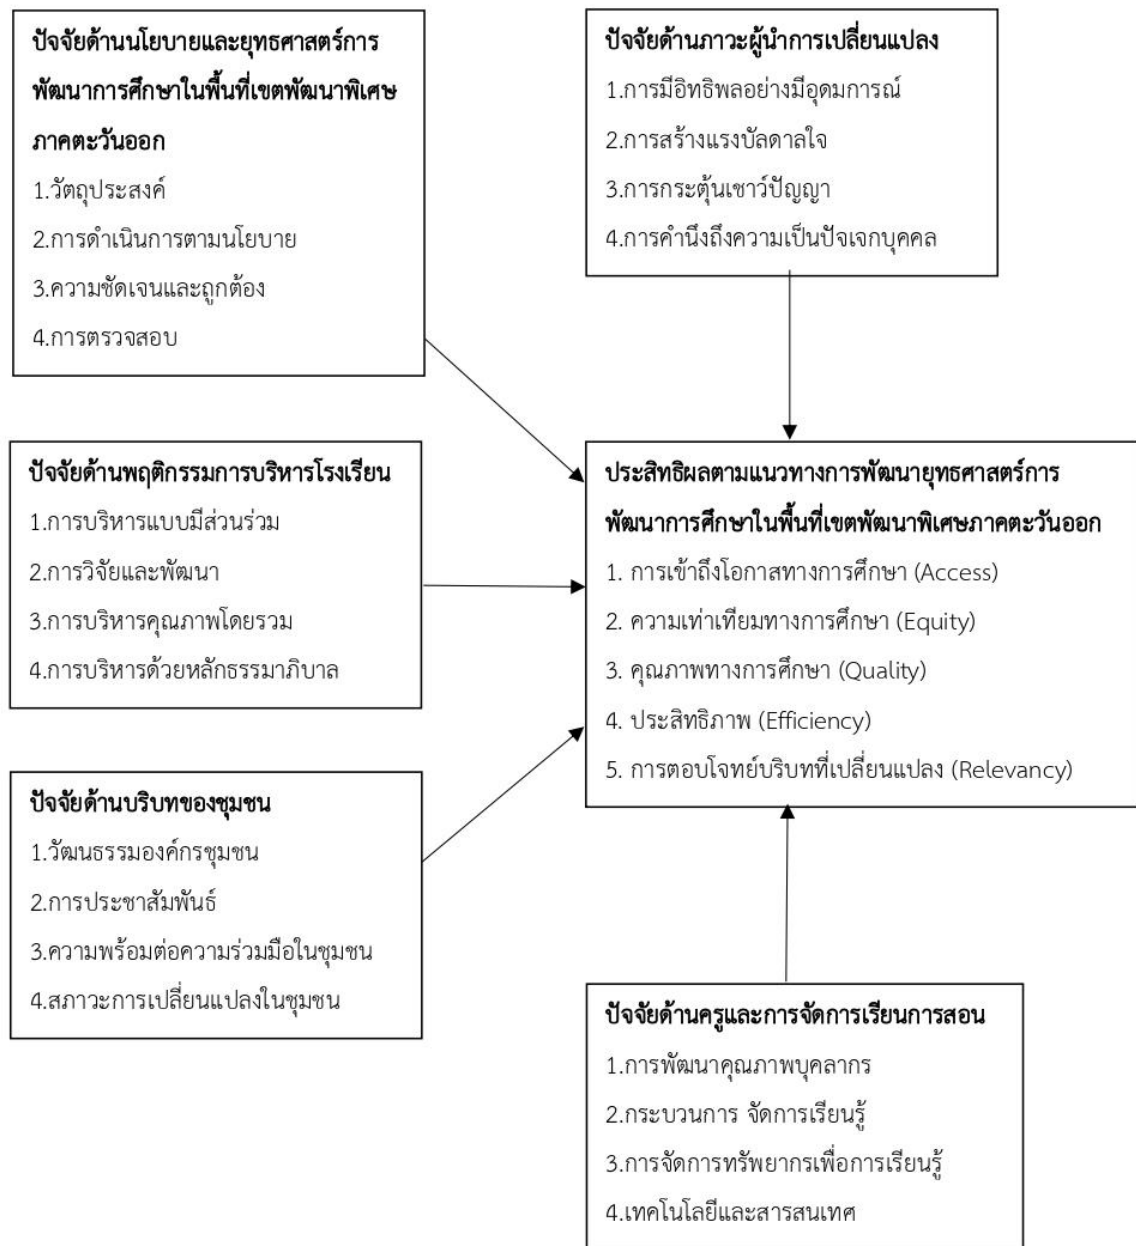 ปัจจัยด้านนโยบายและยุทธศาสตร์การ
พัฒนาการศึกษาในพื้นที่เขตพัฒนาพิเศษ
ภาคตะวันออก
1.วัตถุประสงค์
2.การดำเนินการตามนโยบาย
3.ความชัดเจนและถูกต้อง
4.การตรวจสอบ
ปัจจัยด้านภาวะผู้นำการเปลี่ยนแปลง
1.การมีอิทธิพลอย่างมีอุดมการณ์
2.การสร้างแรงบัลดาลใจ
3.การกระตุ้นเชาว์ปัญญา
4.การคำนึงถึงความเป็นปัจเจกบุคคล
ปัจจัยด้านพฤติกรรมการบริหารโรงเรียน
1.การบริหารแบบมีส่วนร่วม
2.การวิจัยและพัฒนา
3.การบริหารคุณภาพโดยรวม
4.การบริหารด้วยหลักธรรมาภิบาล
ประสิทธิผลตามแนวทางการพัฒนายุทธศาสตร์การ
พัฒนาการศึกษาในพื้นที่เขตพัฒนาพิเศษภาคตะวันออก
1. การเข้าถึงโอกาสทางการศึกษา (Access)
2. ความเท่าเทียมทางการศึกษา (Equity)
3. คุณภาพทางการศึกษา (Quality)
4. ประสิทธิภาพ (Efficiency)
5. การตอบโจทย์บริบทที่เปลี่ยนแปลง (Relevancy)
ปัจจัยด้านบริบทของชุมชน
1.วัฒนธรรมองค์กรชุมชน
2.การประชาสัมพันธ์
3.ความพร้อมต่อความร่วมมือในชุมชน
4.สภาวะการเปลี่ยนแปลงในชุมชน
ปัจจัยด้านครูและการจัดการเรียนการสอน
1.การพัฒนาคุณภาพบุคลากร
2.กระบวนการ จัดการเรียนรู้
3.การจัดการทรัพยากรเพื่อการเรียนรู้
4.เทคโนโลยีและสารสนเทศ